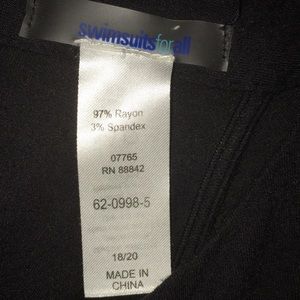 swimsuitsforall
97% Rayon
3% Spandex
07765
RN 88842
62-0998-5
18/20
MADE IN
CHINA